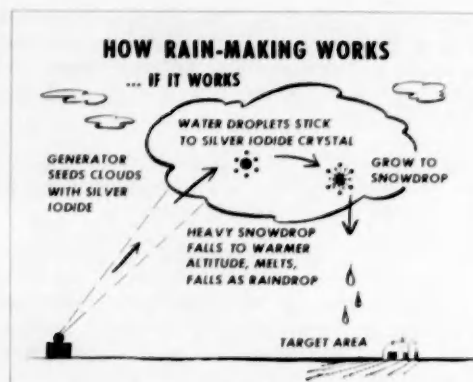 HOW RAIN-MAKING WORKS
... IF IT WORKS
WATER DROPLETS STICK
TO SILVER IODIDE CRYSTAL
GENERATOR
SEEDS CLOUDS
WITH SILVER
IODIDE
GROW TO
SNOWDROP
HEAVY SNOWDROP
FALLS TO WARMER
ALTITUDE, MELTS,
FALLS AS RAINDROP
TARGET AREA